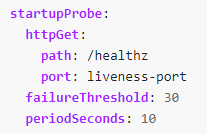 startupProbe:
  httpGet:
    path: /healthz
    port: liveness-port
  failureThreshold: 30
  periodSeconds: 10